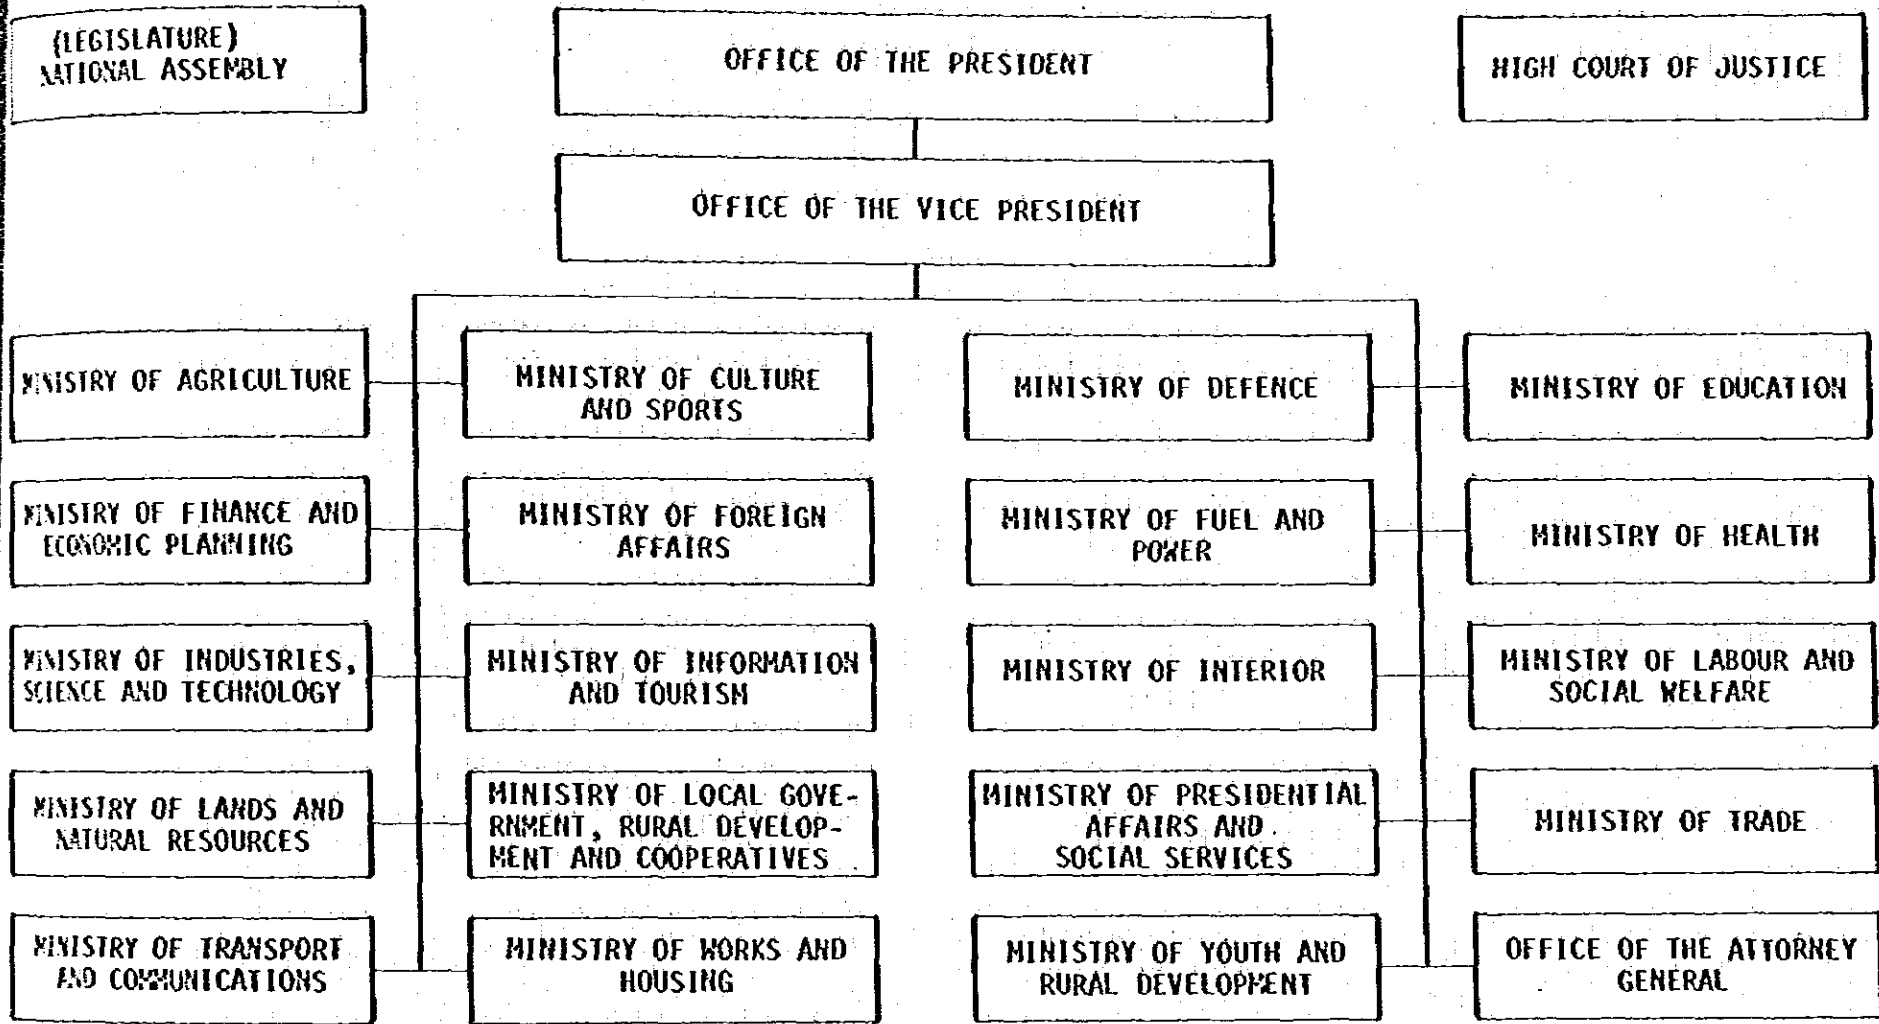 (LEGISLATURE)
NATIONAL ASSEMBLY
OFFICE OF THE PRESIDENT
HIGH COURT OF JUSTICE
OFFICE OF THE VICE PRESIDENT
MINISTRY OF AGRICULTURE
MINISTRY OF CULTURE
AND SPORTS
MINISTRY OF DEFENCE
MINISTRY OF EDUCATION
MINISTRY OF FINANCE AND
ECONOMIC PLANNING
MINISTRY OF FOREIGN
AFFAIRS
MINISTRY OF FUEL AND
POWER
MINISTRY OF HEALTH
MINISTRY OF INDUSTRIES,
SCIENCE AND TECHNOLOGY
MINISTRY OF INFORMATION
AND TOURISM
MINISTRY OF INTERIOR
MINISTRY OF LABOUR AND
SOCIAL WELFARE
MINISTRY OF LANDS AND
NATURAL RESOURCES
MINISTRY OF LOCAL GOVE-
RNMENT, RURAL DEVELOP-
MENT AND COOPERATIVES
MINISTRY OF PRESIDENTIAL
AFFAIRS AND
SOCIAL SERVICES
MINISTRY OF TRADE
MINISTRY OF TRANSPORT
AND COMMUNICATIONS
MINISTRY OF WORKS AND
HOUSING
MINISTRY OF YOUTH AND
RURAL DEVELOPMENT
OFFICE OF THE ATTORNEY
GENERAL